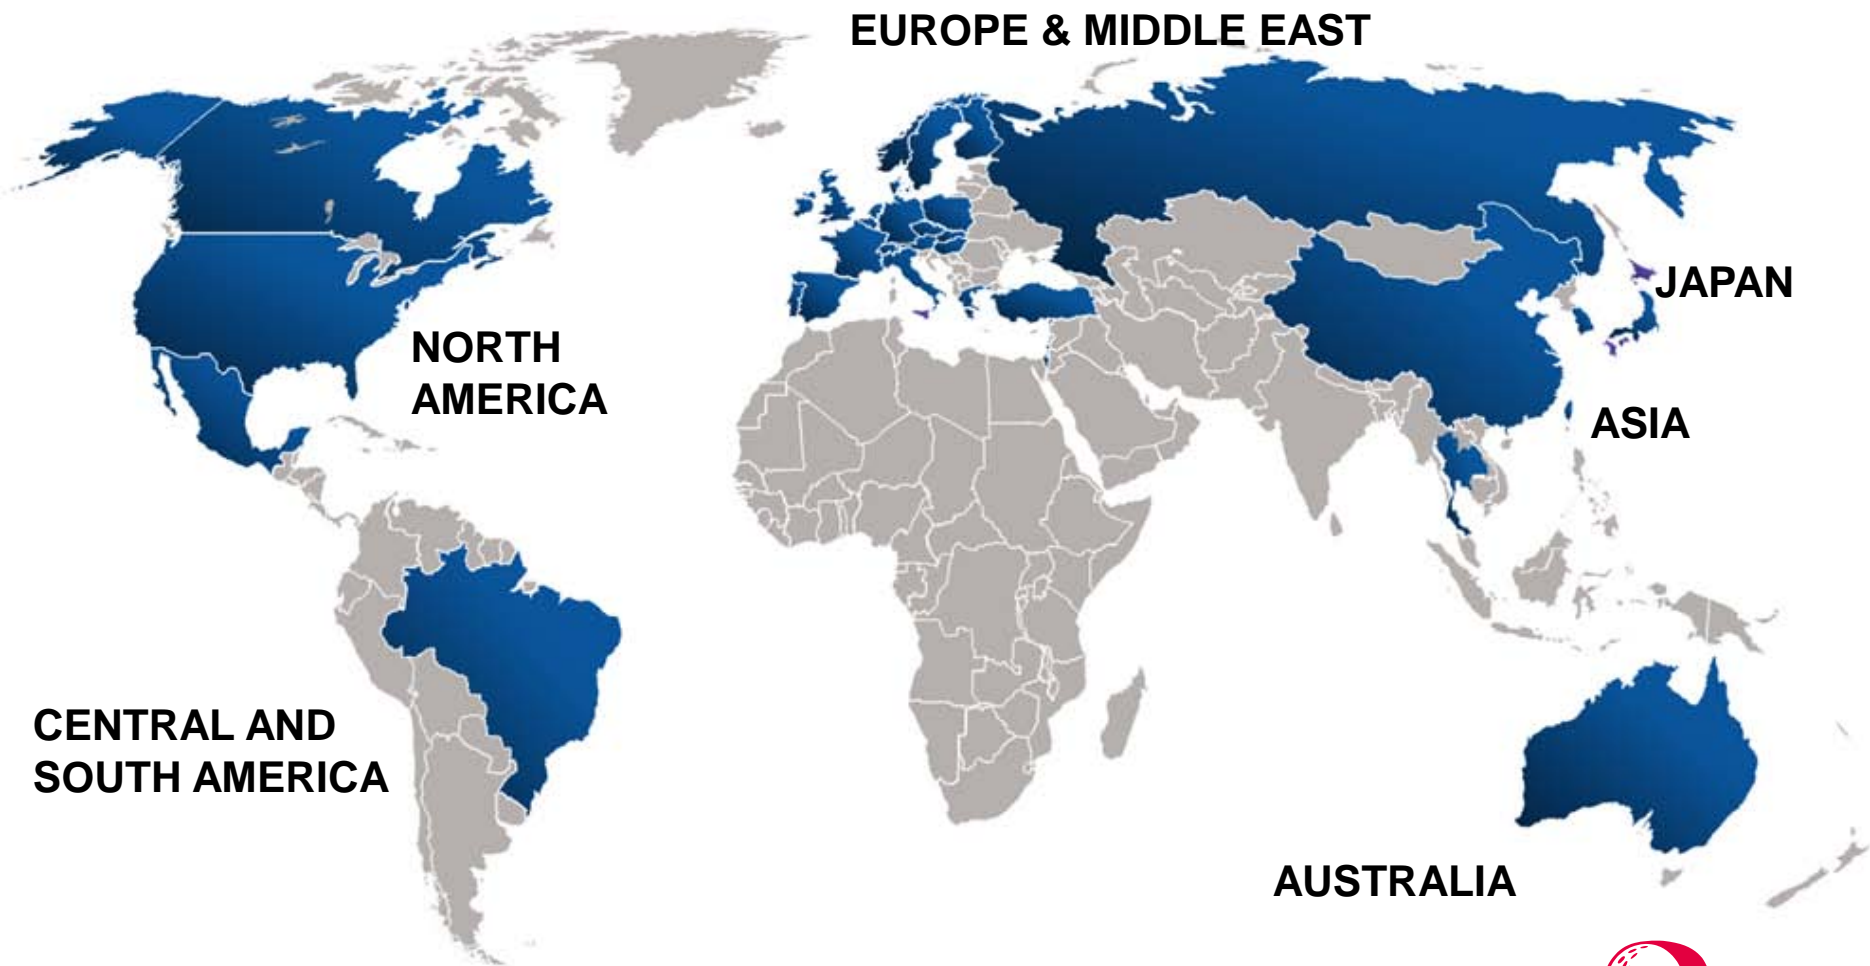 EUROPE & MIDDLE EAST
JAPAN
NORTH
AMERICA
ASIA
CENTRAL AND
SOUTH AMERICA
AUSTRALIA